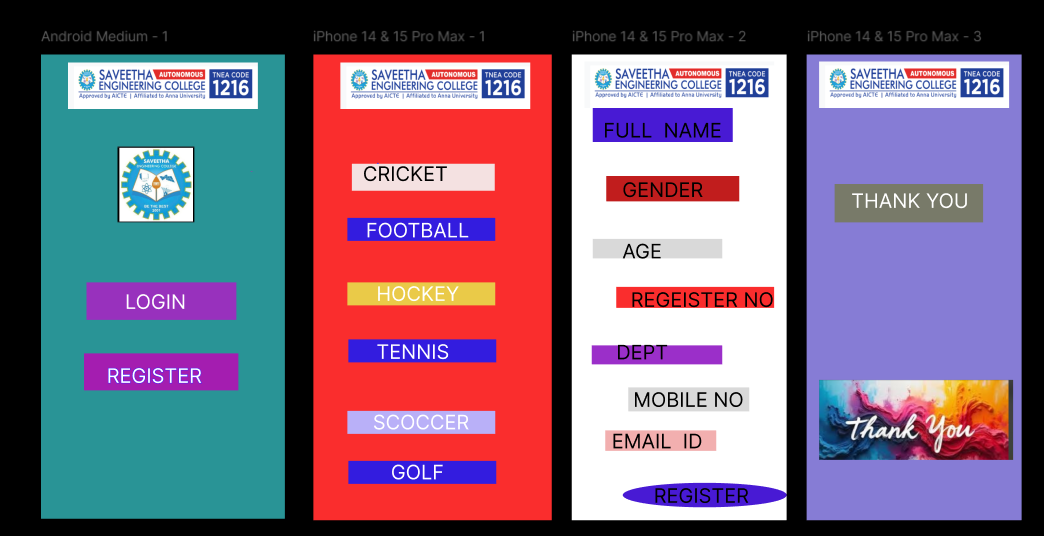 Android Medium - 1
SAVEETHA AUTONOMOUS
ENGINEERING COLLEGE
Approved by AICTE | Affiliated to Anna University
TNEA CODE
1216
SAVEETHA
ENGINEERING COLLEGE
WE THE BEST
2001
LOGIN
REGISTER
iPhone 14 & 15 Pro Max - 1
SAVEETHA AUTONOMOUS
ENGINEERING COLLEGE
Approved by AICTE | Affiliated to Anna University
TNEA CODE
1216
CRICKET
FOOTBALL
HOCKEY
TENNIS
SCOCCER
GOLF
iPhone 14 & 15 Pro Max - 2
SAVEETHA AUTONOMOUS
ENGINEERING COLLEGE
Approved by AICTE | Affiliated to Anna University
TNEA CODE
1216
FULL NAME
GENDER
AGE
REGEISTER NO
DEPT
MOBILE NO
EMAIL ID
REGISTER
iPhone 14 & 15 Pro Max - 3
SAVEETHA AUTONOMOUS
ENGINEERING COLLEGE
Approved by AICTE | Affiliated to Anna University
TNEA CODE
1216
THANK YOU
Thank You